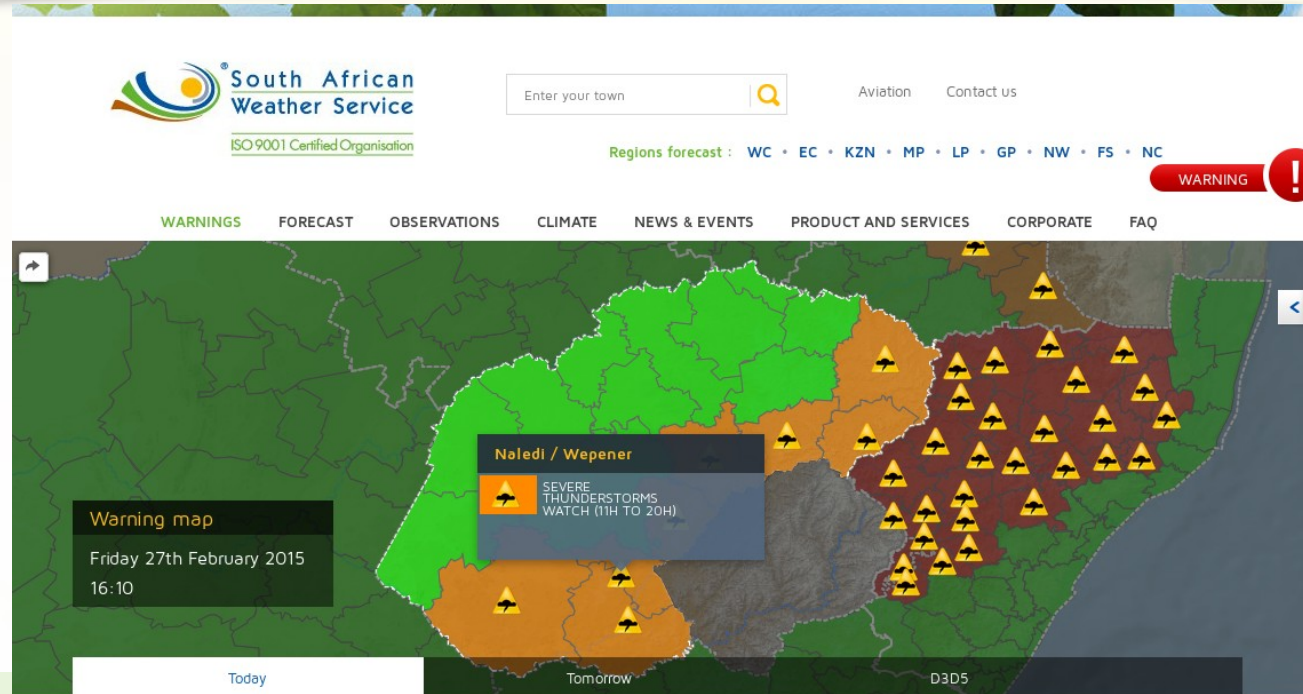 South African
Weather Service
®
ISO 9001 Certified Organisation
Enter your town
Aviation
Contact us
Regions forecast : WC • EC • KZN • MP • LP • GP • NW • FS • NC
WARNING !
WARNINGS FORECAST OBSERVATIONS CLIMATE NEWS & EVENTS PRODUCT AND SERVICES CORPORATE FAQ
Naledi / Wepener
SEVERE
THUNDERSTORMS
WATCH (11H TO 20H)
Warning map
Friday 27th February 2015
16:10
Today Tomorrow D3D5